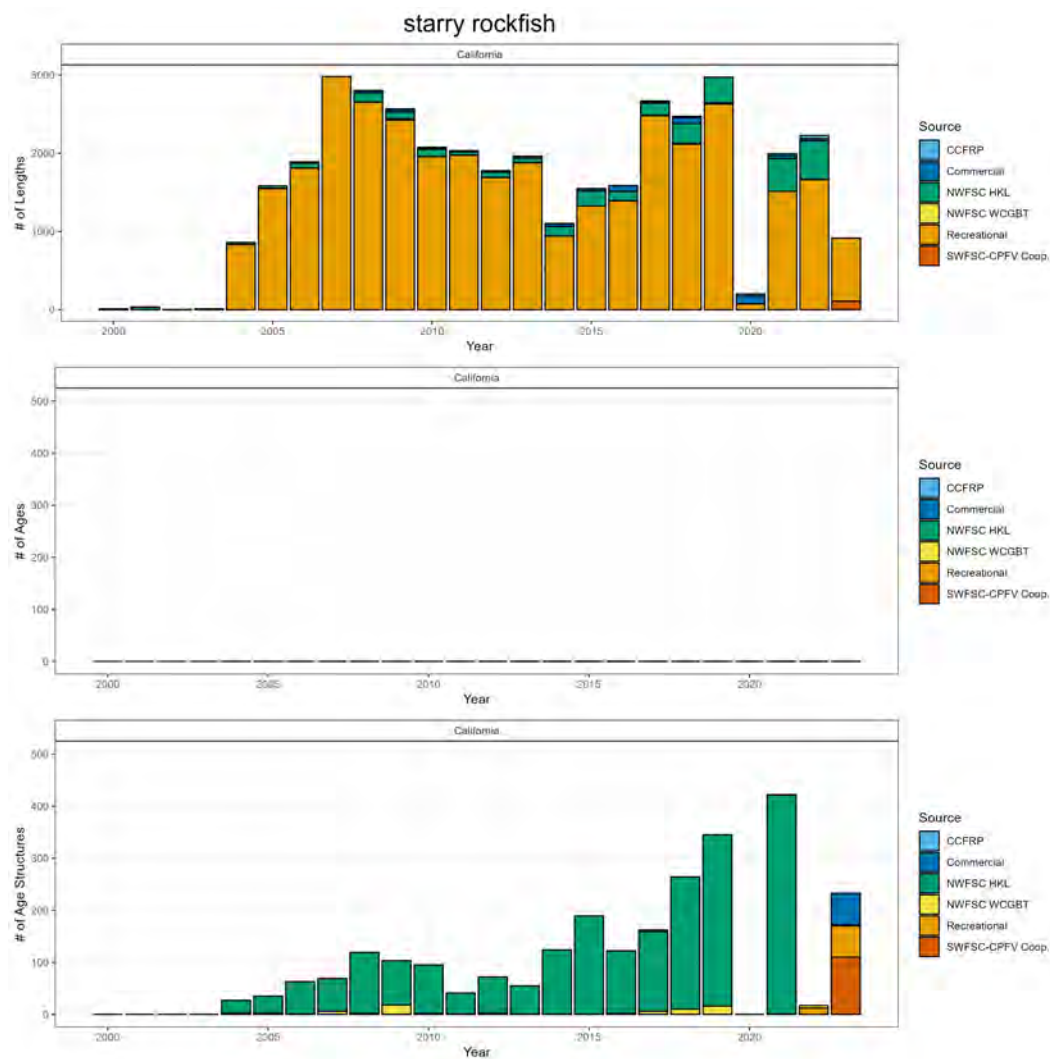 starry rockfish
California
3000
2000
1000
0
# of Lengths
2000 2005 2010 2015 2020
Year
Source
CCFRP
Commercial
NWFSC HKL
NWFSC WCGBT
Recreational
SWFSC-CPFV Coop.
California
500
400
300
200
100
0
# of Ages
2000 2005 2010 2015 2020
Year
Source
CCFRP
Commercial
NWFSC HKL
NWFSC WCGBT
Recreational
SWFSC-CPFV Coop.
California
500
400
300
200
100
0
# of Age Structures
2000 2005 2010 2015 2020
Year
Source
CCFRP
Commercial
NWFSC HKL
NWFSC WCGBT
Recreational
SWFSC-CPFV Coop.